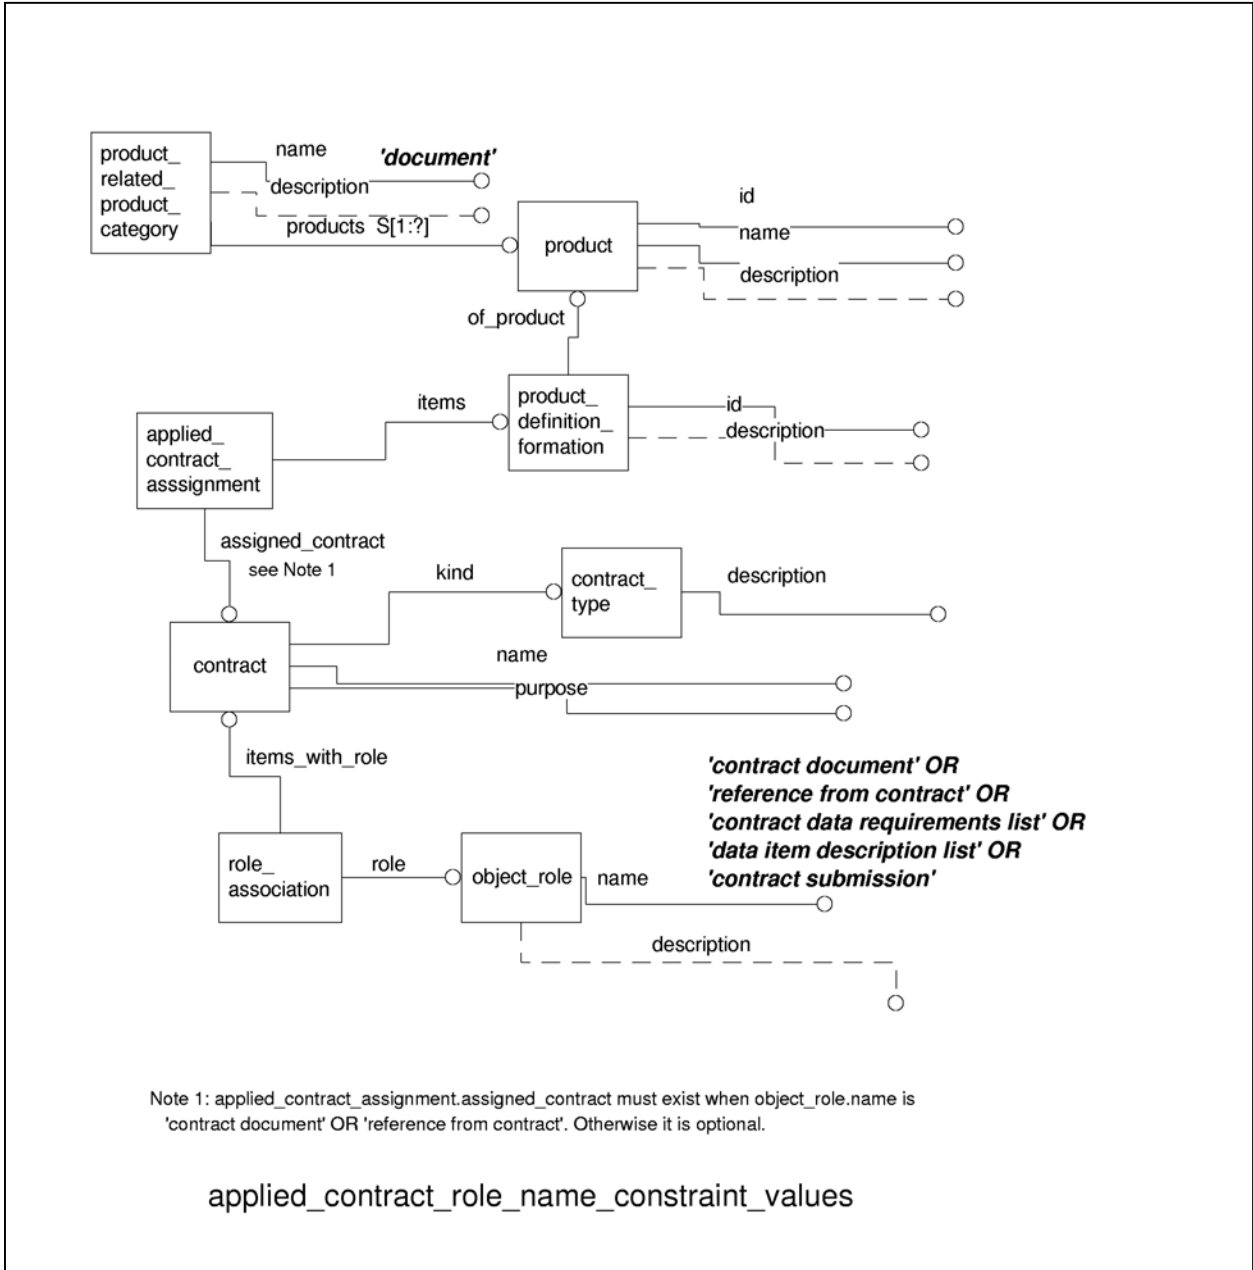 product_
related_
product_
category
name
'document'
description
products S[1:?]
product
id
name
description
of_product
items
product_
definition_
formation
id
description
applied_
contract_
asssignment
assigned_contract
see Note 1
kind
contract_
type
description
contract
name
purpose
items_with_role
'contract document' OR
'reference from contract' OR
'contract data requirements list' OR
'data item description list' OR
'contract submission'
role_
association
role
object_role
name
description
Note 1: applied_contract_assignment.assigned_contract must exist when object_role.name is
'contract document' OR 'reference from contract'. Otherwise it is optional.
applied_contract_role_name_constraint_values